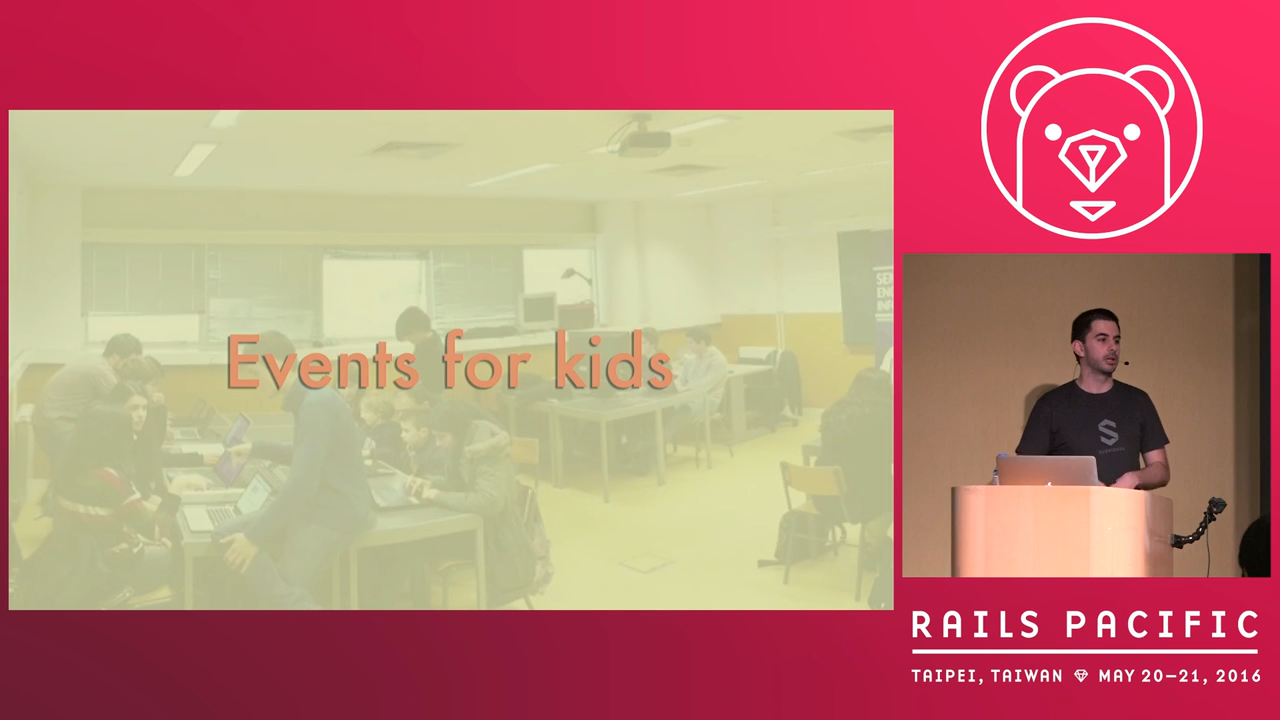 Events for kids
RAILS PACIFIC
TAIPEI, TAIWAN MAY 20–21, 2016